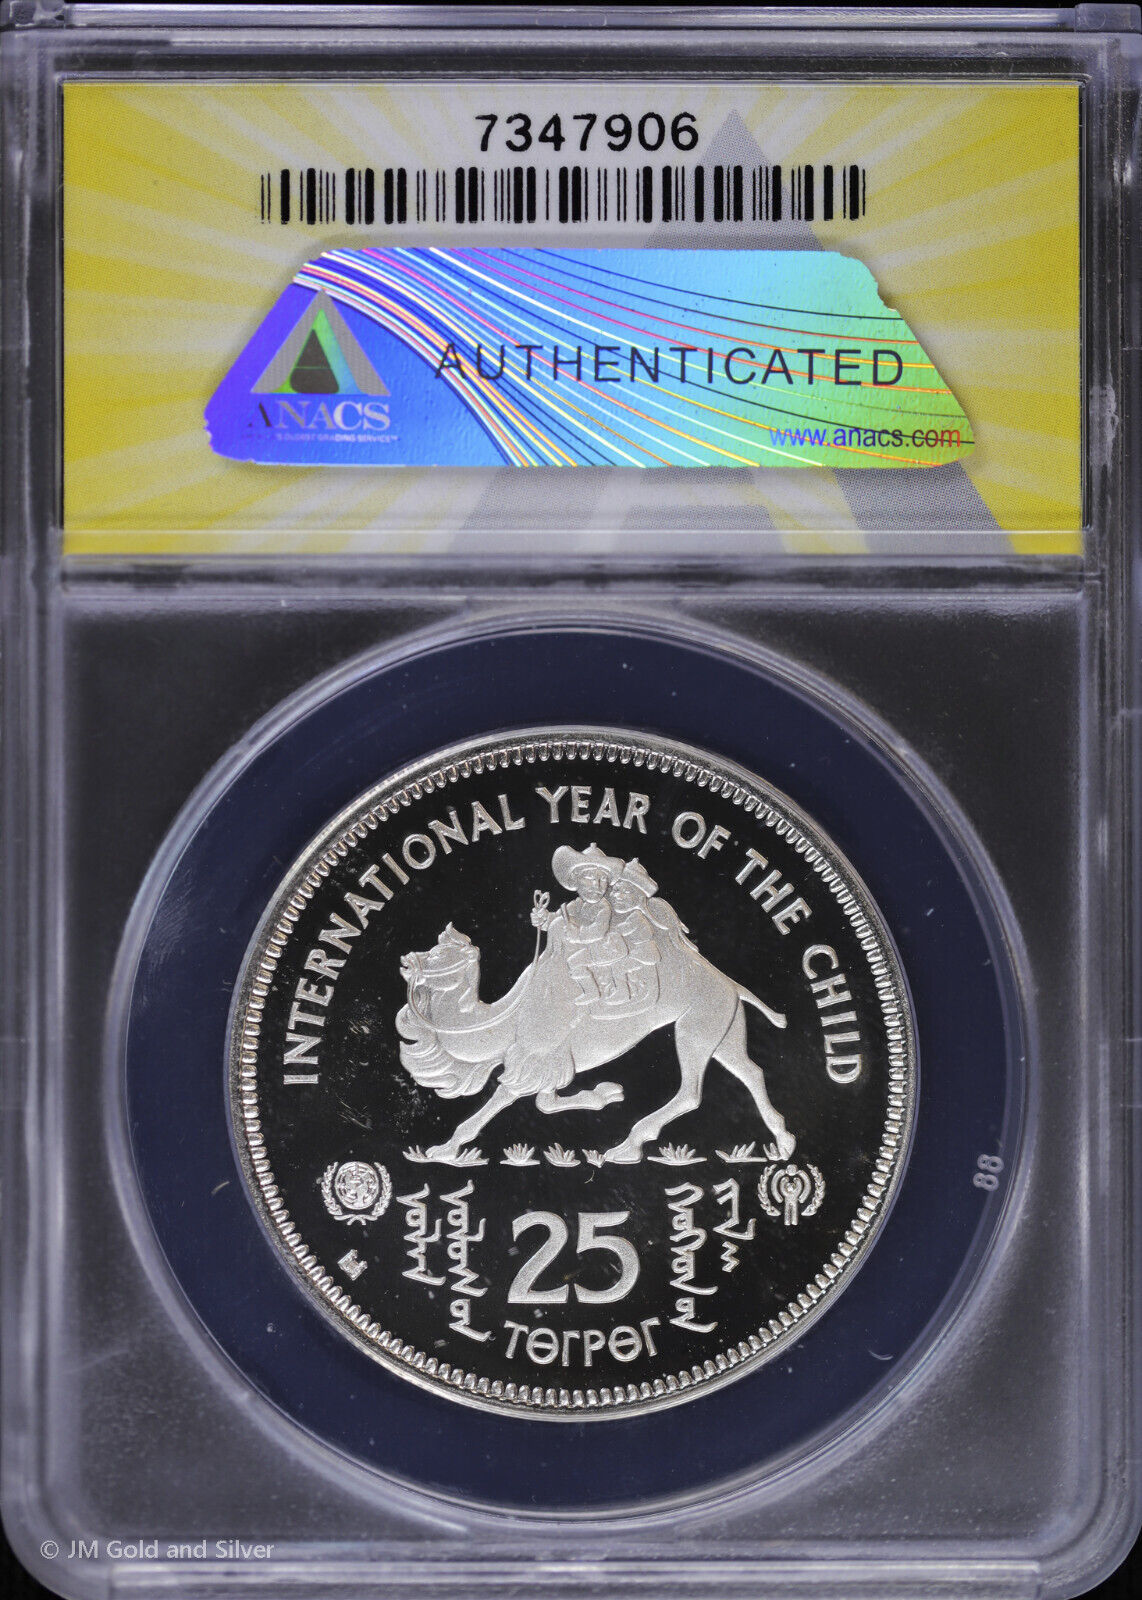 7347906
ANACS
AUTHENTICATED
www.anacs.com
INTERNATIONAL YEAR OF THE CHILD
25
ТӨГРӨГ
88
© JM Gold and Silver